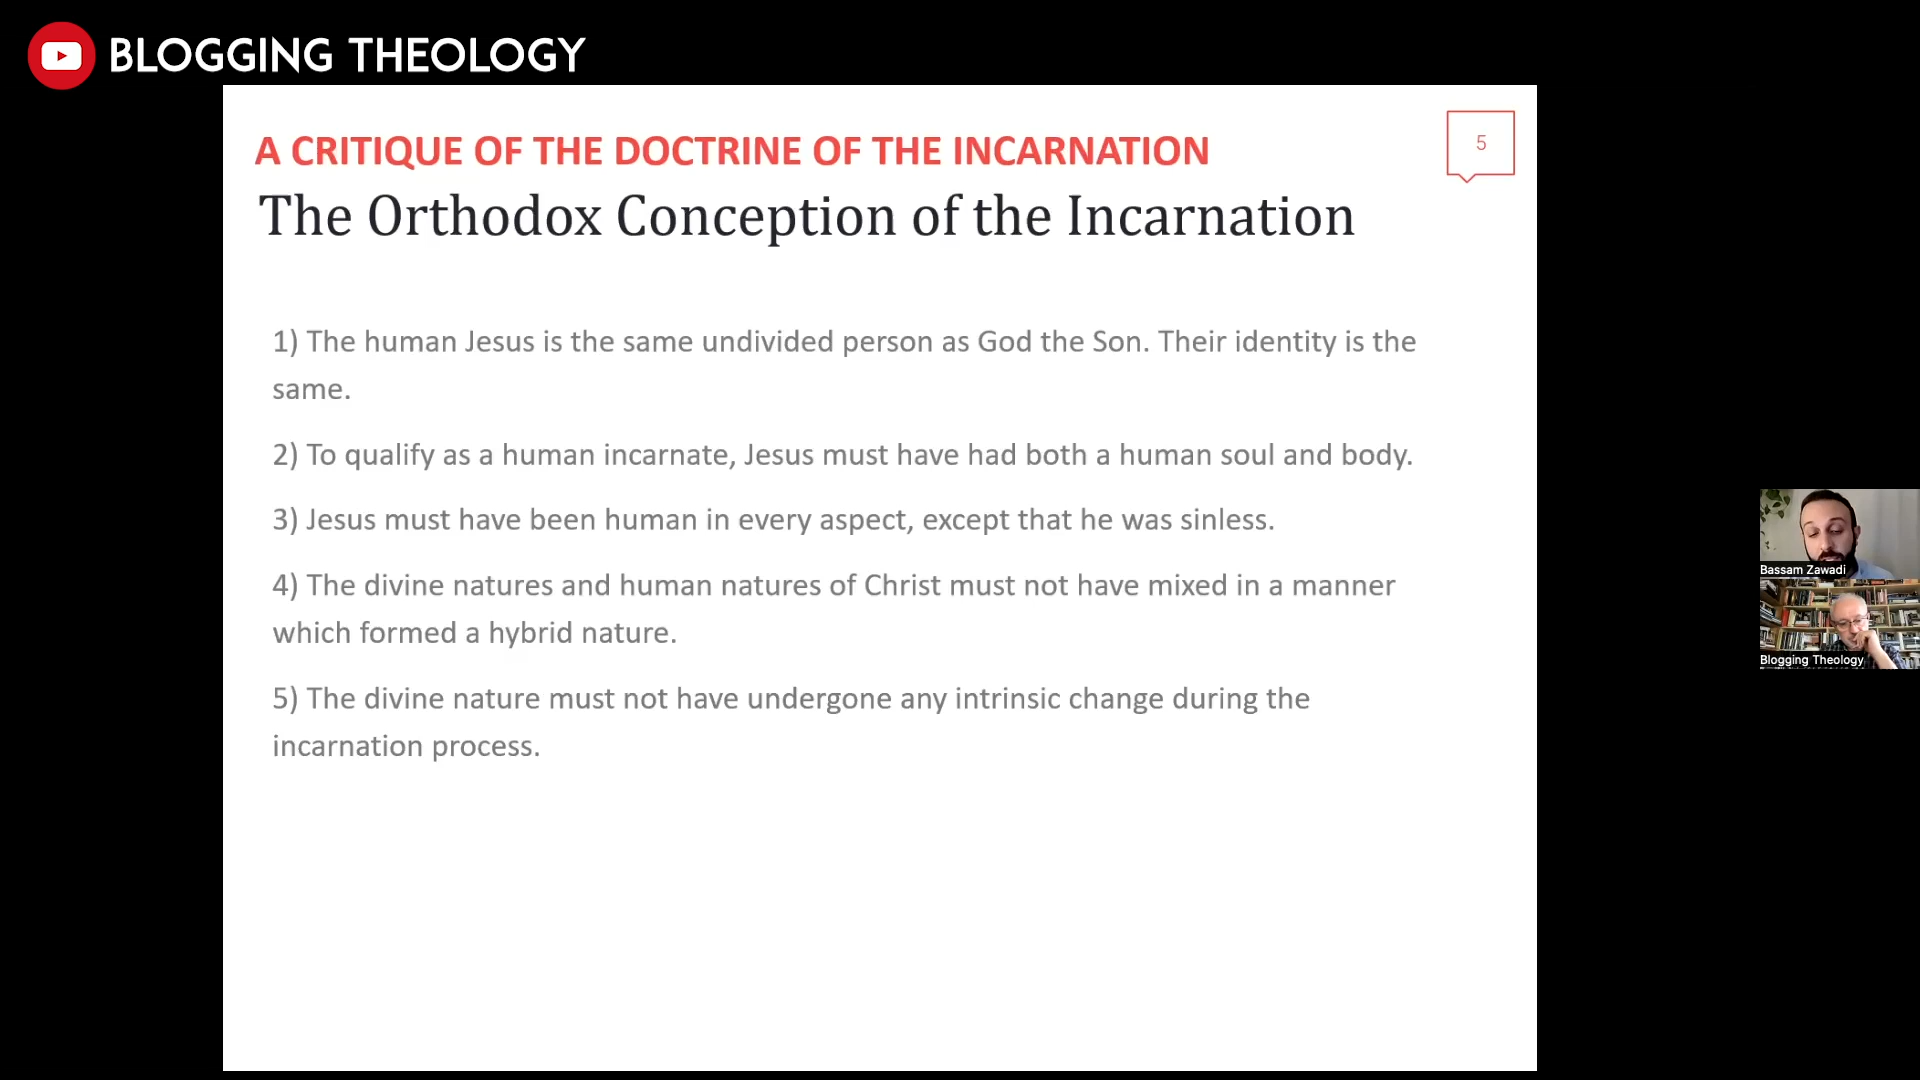 BLOGGING THEOLOGY
A CRITIQUE OF THE DOCTRINE OF THE INCARNATION
5
The Orthodox Conception of the Incarnation
1) The human Jesus is the same undivided person as God the Son. Their identity is the
same.
2) To qualify as a human incarnate, Jesus must have had both a human soul and body.
3) Jesus must have been human in every aspect, except that he was sinless.
4) The divine natures and human natures of Christ must not have mixed in a manner
which formed a hybrid nature.
5) The divine nature must not have undergone any intrinsic change during the
incarnation process.
Bassam Zawadi
Blogging Theology